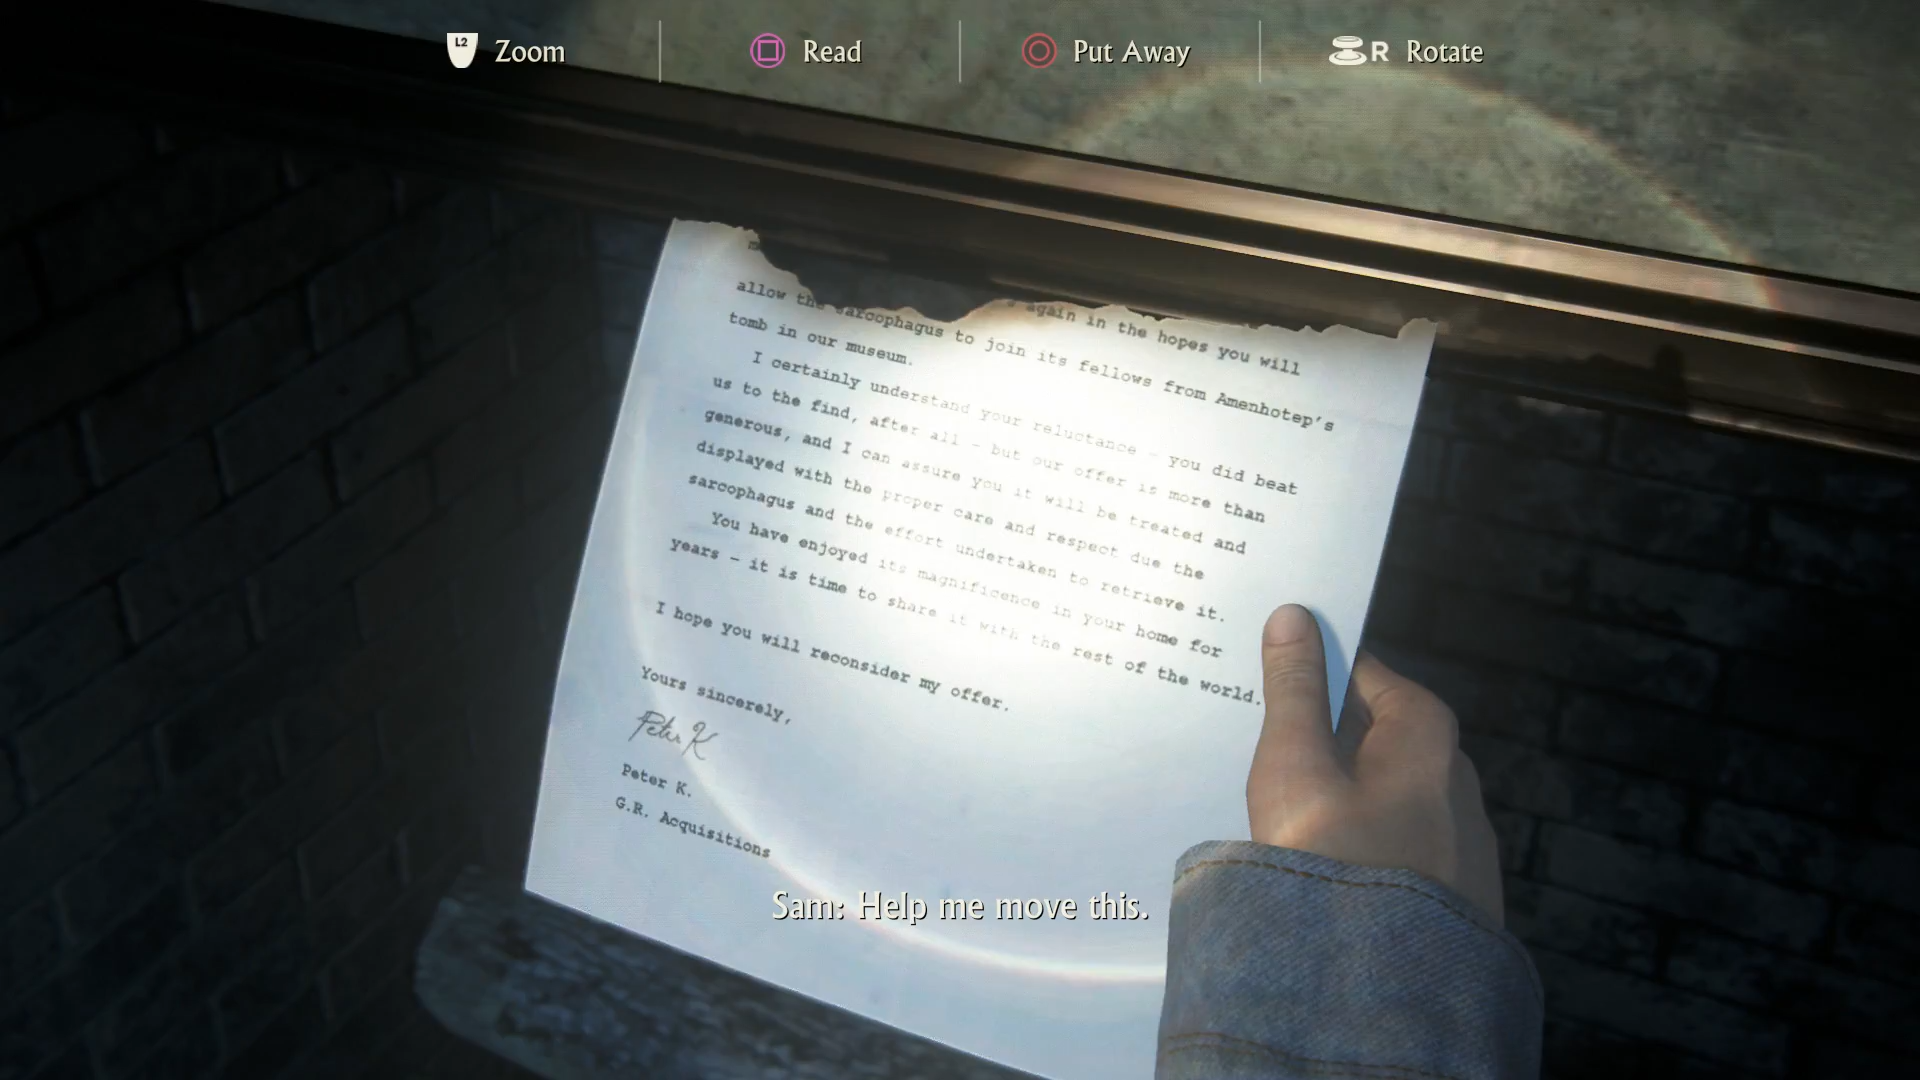 L2 Zoom
Read
Put Away
R Rotate
again in the hopes you will
allow the sarcophagus to join its fellows from Amenhotep's
tomb in our museum.
I certainly understand your reluctance – you did beat
us to the find, after all – but our offer is more than
generous, and I can assure you it will be treated and
displayed with the proper care and respect due the
sarcophagus and the effort undertaken to retrieve it.
You have enjoyed its magnificence in your home for
years – it is time to share it with the rest of the world.
I hope you will reconsider my offer.
Yours sincerely,
Peter K
Peter K.
G.R. Acquisitions
Sam: Help me move this.